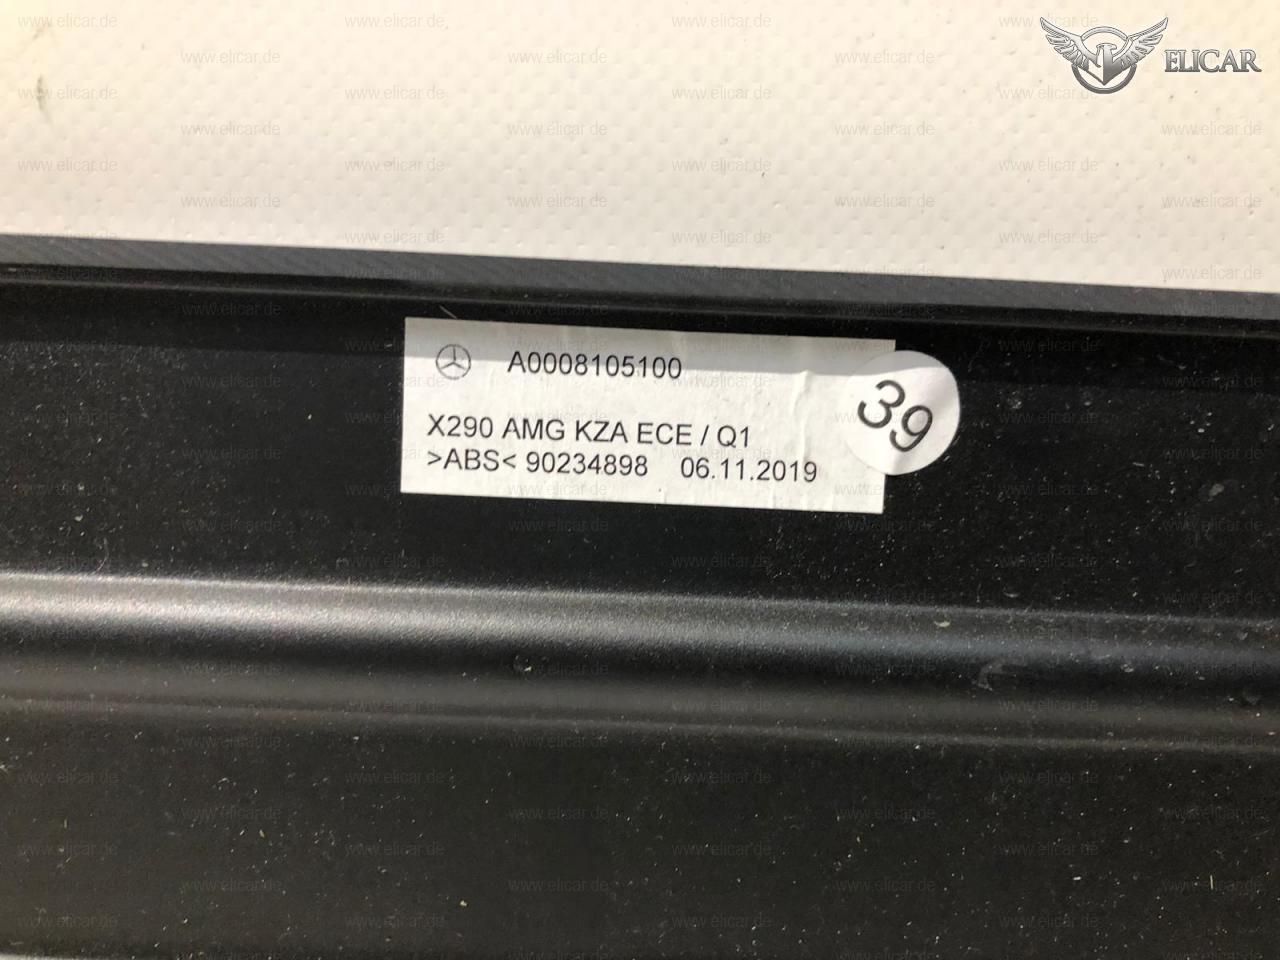 ELICAR
A0008105100
X290 AMG KZA ECE / Q1
>ABS< 90234898 06.11.2019
39
www.elicar.de